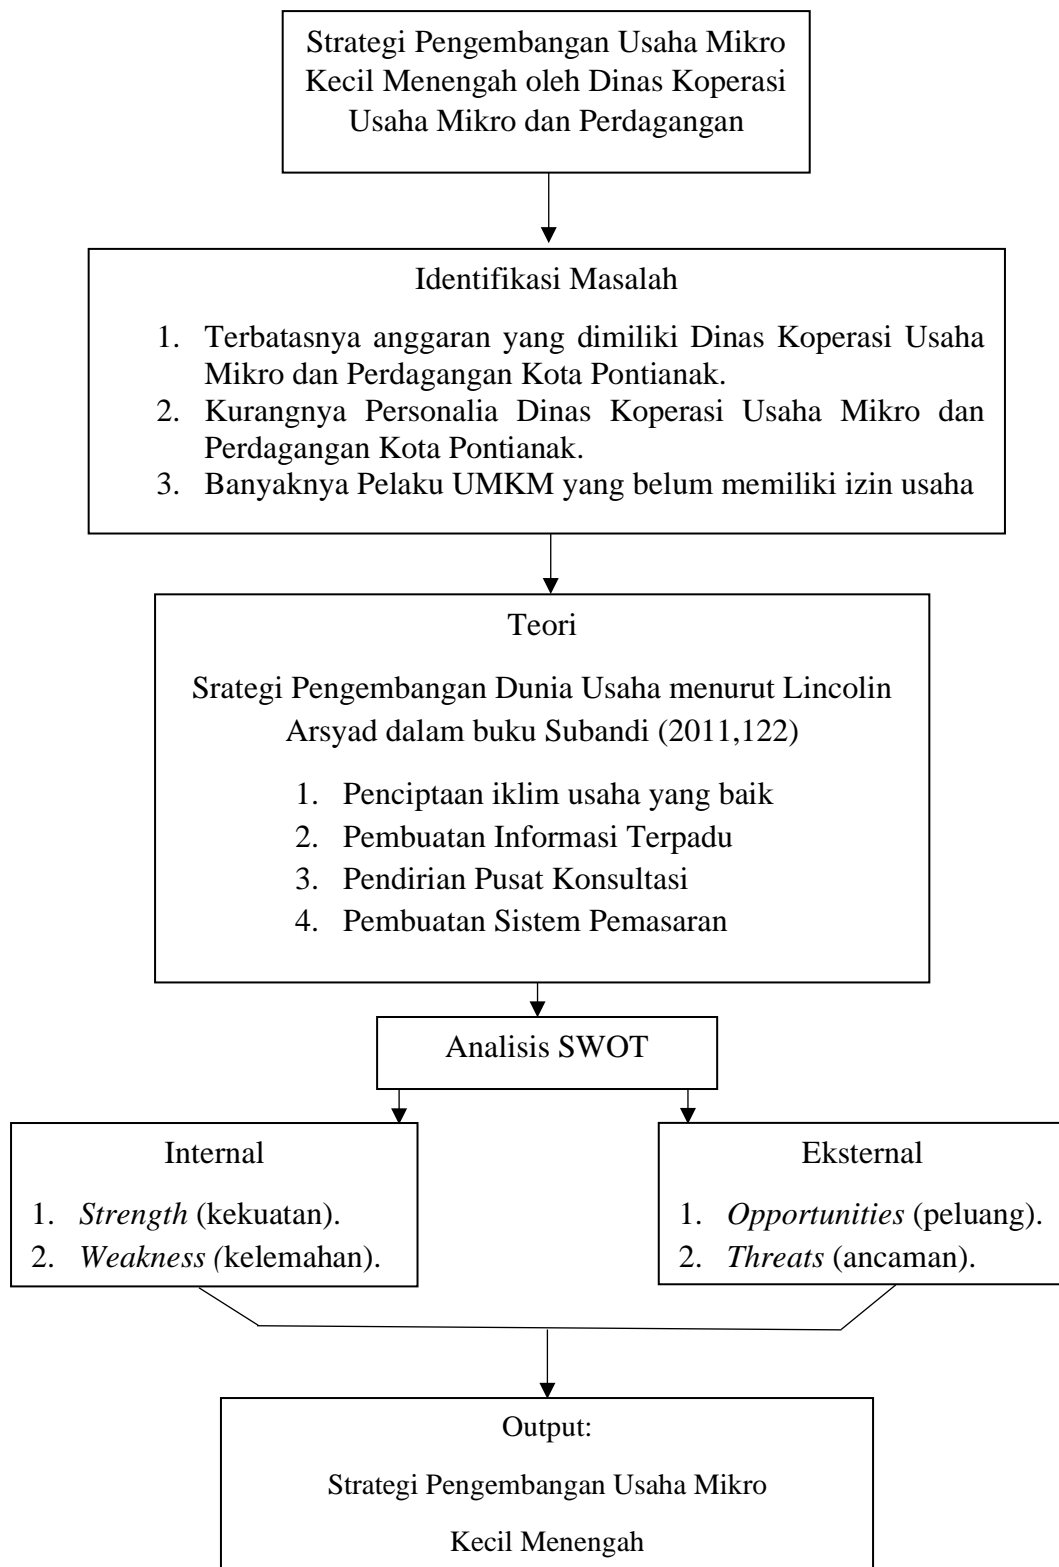 Strategi Pengembangan Usaha Mikro
Kecil Menengah oleh Dinas Koperasi
Usaha Mikro dan Perdagangan
Identifikasi Masalah
1. Terbatasnya anggaran yang dimiliki Dinas Koperasi Usaha
Mikro dan Perdagangan Kota Pontianak.
2. Kurangnya Personalia Dinas Koperasi Usaha Mikro dan
Perdagangan Kota Pontianak.
3. Banyaknya Pelaku UMKM yang belum memiliki izin usaha
Teori
Srategi Pengembangan Dunia Usaha menurut Lincolin
Arsyad dalam buku Subandi (2011,122)
1. Penciptaan iklim usaha yang baik
2. Pembuatan Informasi Terpadu
3. Pendirian Pusat Konsultasi
4. Pembuatan Sistem Pemasaran
Analisis SWOT
Internal
1. Strength (kekuatan).
2. Weakness (kelemahan).
Eksternal
1. Opportunities (peluang).
2. Threats (ancaman).
Output:
Strategi Pengembangan Usaha Mikro
Kecil Menengah